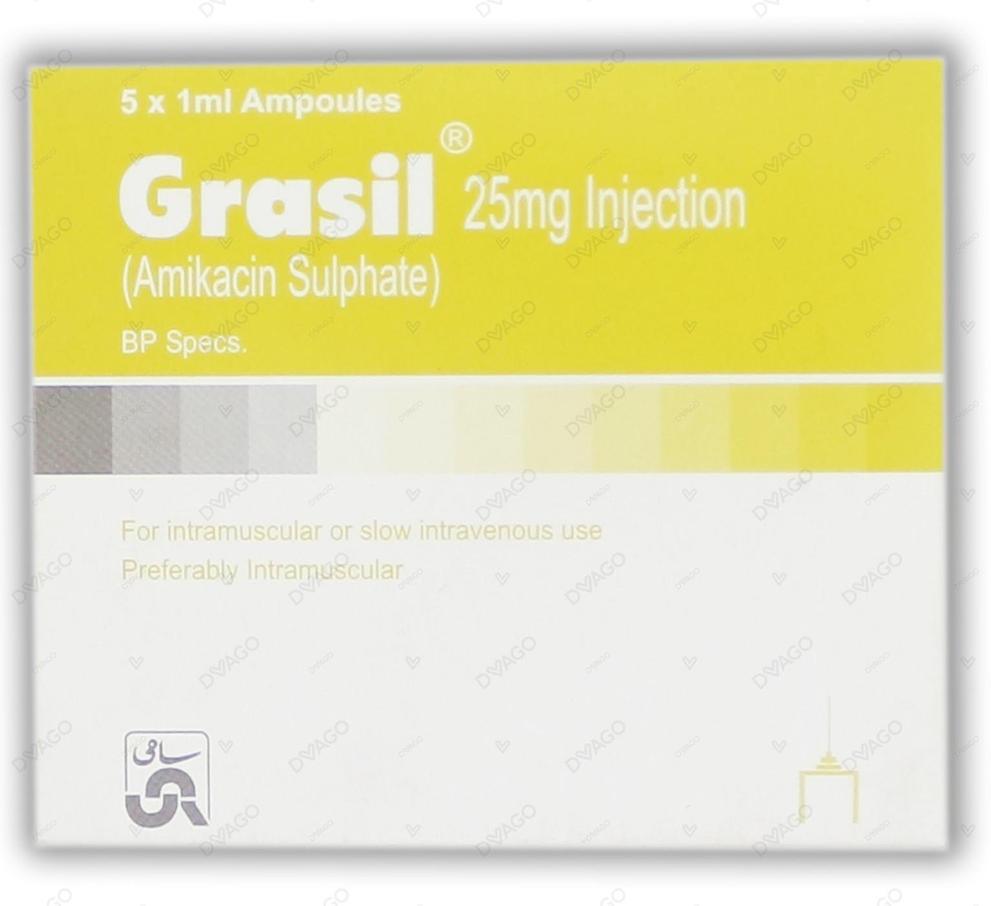 5 x 1ml Ampoules
Grasil® 25mg Injection
(Amikacin Sulphate)
BP Specs.
For intramuscular or slow intravenous use
Preferably Intramuscular
سامی
DVAGO